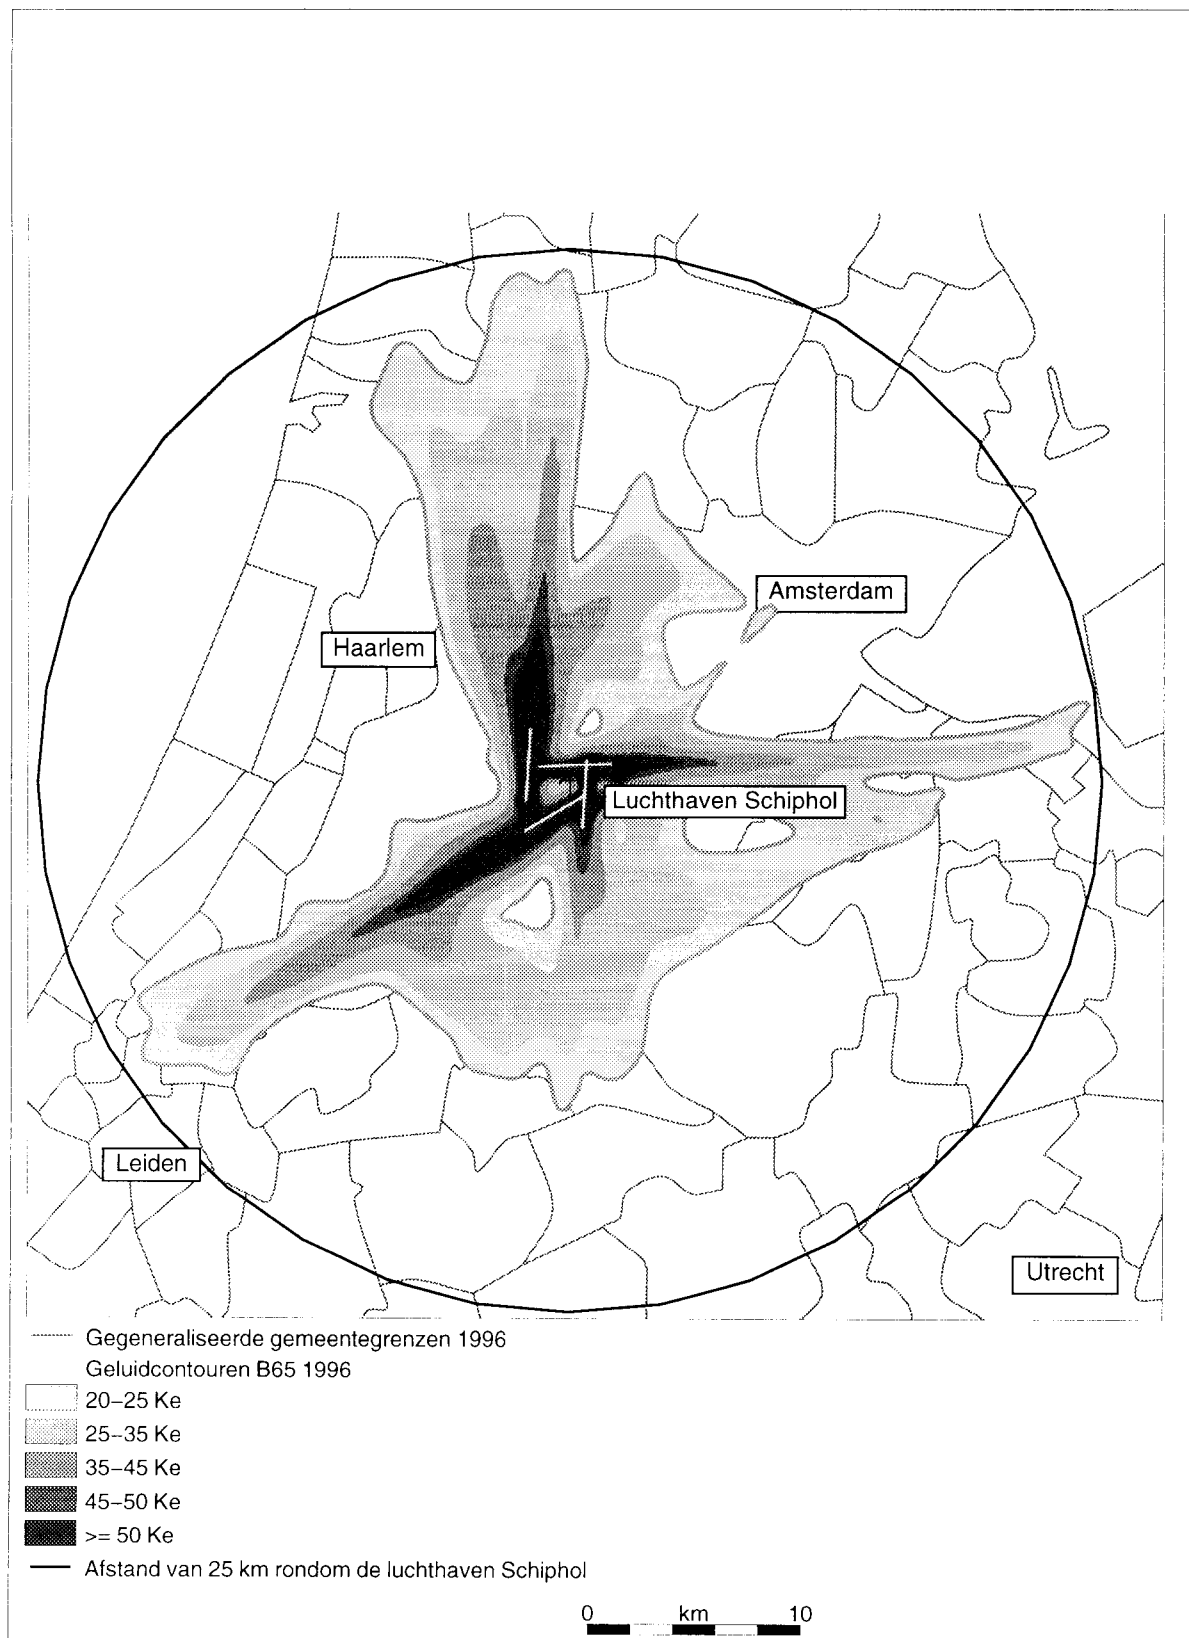 Amsterdam
Haarlem
Luchthaven Schiphol
Leiden
Utrecht
Gegeneraliseerde gemeentegrenzen 1996
Geluidcontouren B65 1996
20–25 Ke
25–35 Ke
35–45 Ke
45–50 Ke
>= 50 Ke
Afstand van 25 km rondom de luchthaven Schiphol
0 km 10